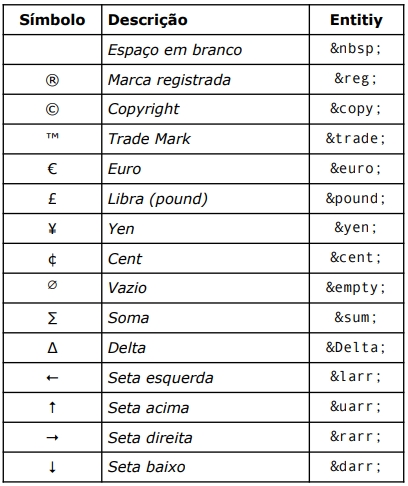 Símbolo Descrição Entitiy
Espaço em branco &nbsp;
® Marca registrada &reg;
© Copyright &copy;
™ Trade Mark &trade;
€ Euro &euro;
£ Libra (pound) &pound;
¥ Yen &yen;
¢ Cent &cent;
∅ Vazio &empty;
∑ Soma &sum;
Δ Delta &Delta;
← Seta esquerda &larr;
↑ Seta acima &uarr;
→ Seta direita &rarr;
↓ Seta baixo &darr;